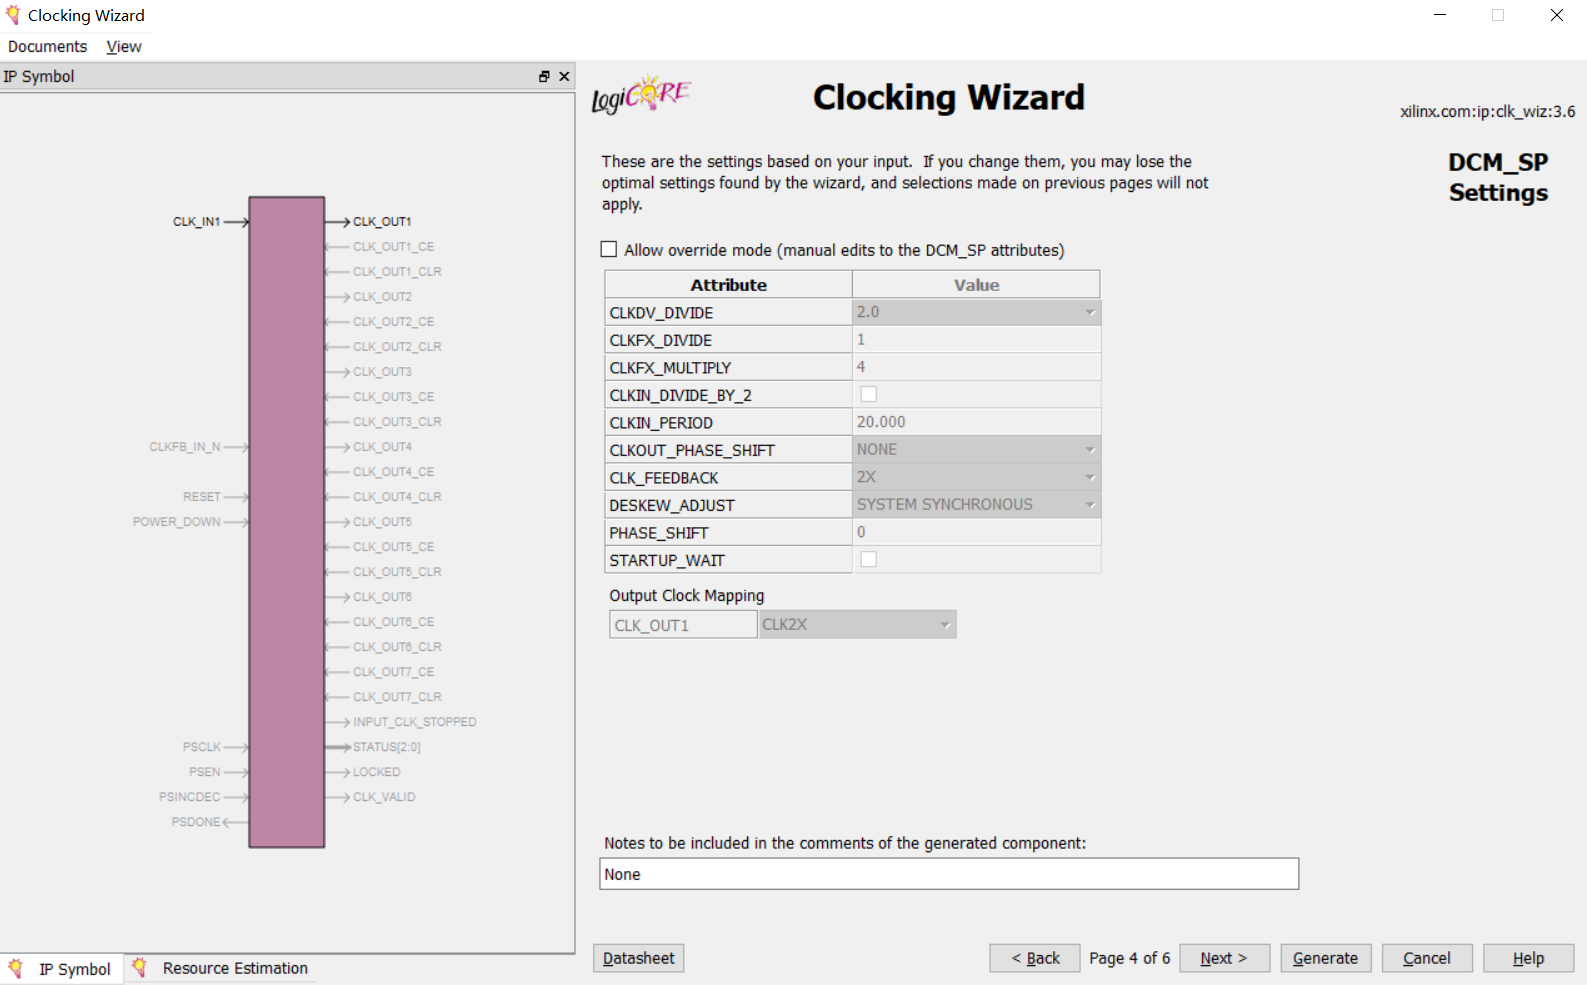 Clocking Wizard
Documents View
IP Symbol
CLK_IN1
CLKFB_IN_N
RESET
POWER_DOWN
PSCLK
PSEN
PSINCDEC
PSDONE
CLK_OUT1
CLK_OUT1_CE
CLK_OUT1_CLR
CLK_OUT2
CLK_OUT2_CE
CLK_OUT2_CLR
CLK_OUT3
CLK_OUT3_CE
CLK_OUT3_CLR
CLK_OUT4
CLK_OUT4_CE
CLK_OUT4_CLR
CLK_OUT5
CLK_OUT5_CE
CLK_OUT5_CLR
CLK_OUT6
CLK_OUT6_CE
CLK_OUT6_CLR
CLK_OUT7_CE
CLK_OUT7_CLR
INPUT_CLK_STOPPED
STATUS[2:0]
LOCKED
CLK_VALID
IP Symbol
Resource Estimation
LogiCORE
Clocking Wizard
xilinx.com:ip:clk_wiz:3.6
These are the settings based on your input. If you change them, you may lose the
optimal settings found by the wizard, and selections made on previous pages will not
apply.
DCM_SP
Settings
Allow override mode (manual edits to the DCM_SP attributes)
Attribute Value
CLKDV_DIVIDE 2.0
CLKFX_DIVIDE 1
CLKFX_MULTIPLY 4
CLKIN_DIVIDE_BY_2
CLKIN_PERIOD 20.000
CLKOUT_PHASE_SHIFT NONE
CLK_FEEDBACK 2X
DESKEW_ADJUST SYSTEM SYNCHRONOUS
PHASE_SHIFT 0
STARTUP_WAIT
Output Clock Mapping
CLK_OUT1 CLK2X
Notes to be included in the comments of the generated component:
None
Datasheet
< Back
Page 4 of 6
Next >
Generate
Cancel
Help